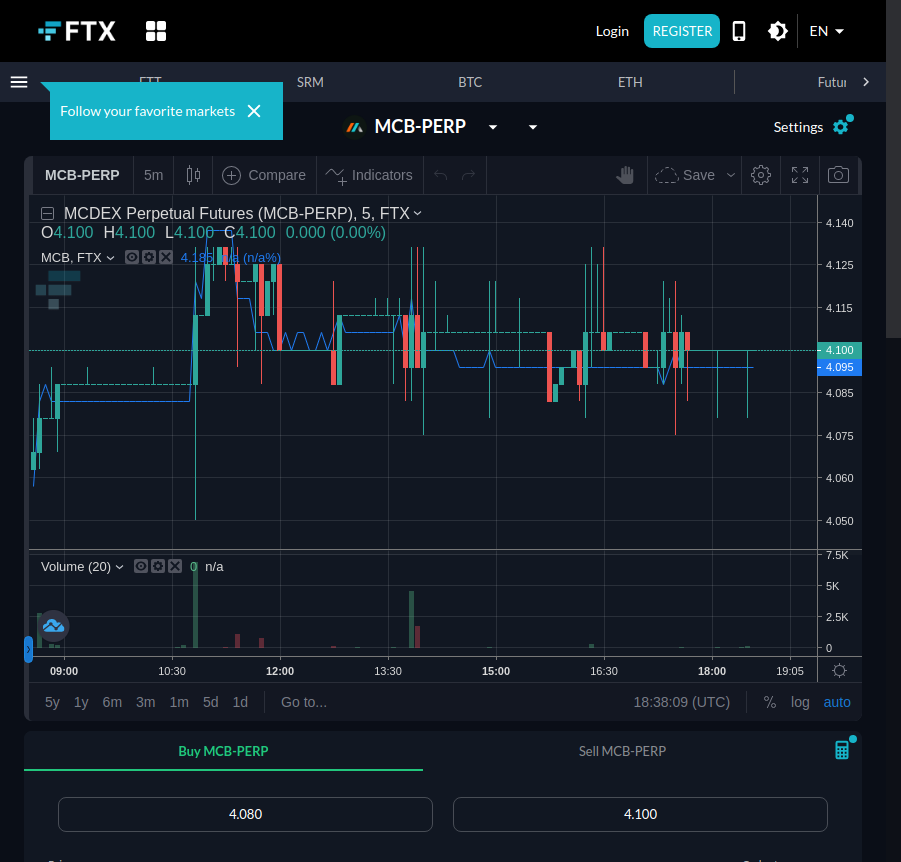 FTX
Login
REGISTER
EN
FTT
SRM
BTC
ETH
Futur
Follow your favorite markets
MCB-PERP
Settings
MCB-PERP
5m
Compare
Indicators
Save
MCDEX Perpetual Futures (MCB-PERP), 5, FTX
O4.100 H4.100 L4.100 C4.100 0.000 (0.00%)
MCB, FTX
4.185 n/a (n/a%)
4.140
4.125
4.115
4.100
4.095
4.085
4.075
4.060
4.050
Volume (20)
0 n/a
7.5K
5K
2.5K
0
09:00
10:30
12:00
13:30
15:00
16:30
18:00
19:05
5y 1y 6m 3m 1m 5d 1d
Go to...
18:38:09 (UTC)
% log auto
Buy MCB-PERP
Sell MCB-PERP
4.080
4.100